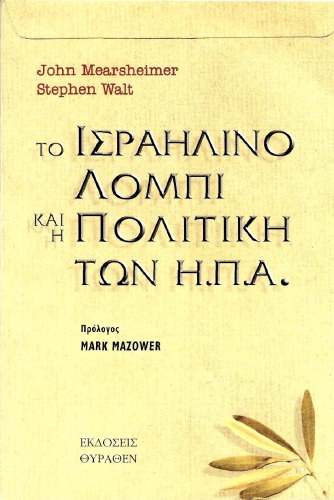 John Mearsheimer
Stephen Walt
ΤΟ ΙΣΡΑΗΛΙΝΟ
ΛΟΜΠΙ
ΚΑΙ Η ΠΟΛΙΤΙΚΗ
ΤΩΝ Η.Π.Α.
Πρόλογος
MARK MAZOWER
ΕΚΔΟΣΕΙΣ
ΘΥΡΑΘΕΝ